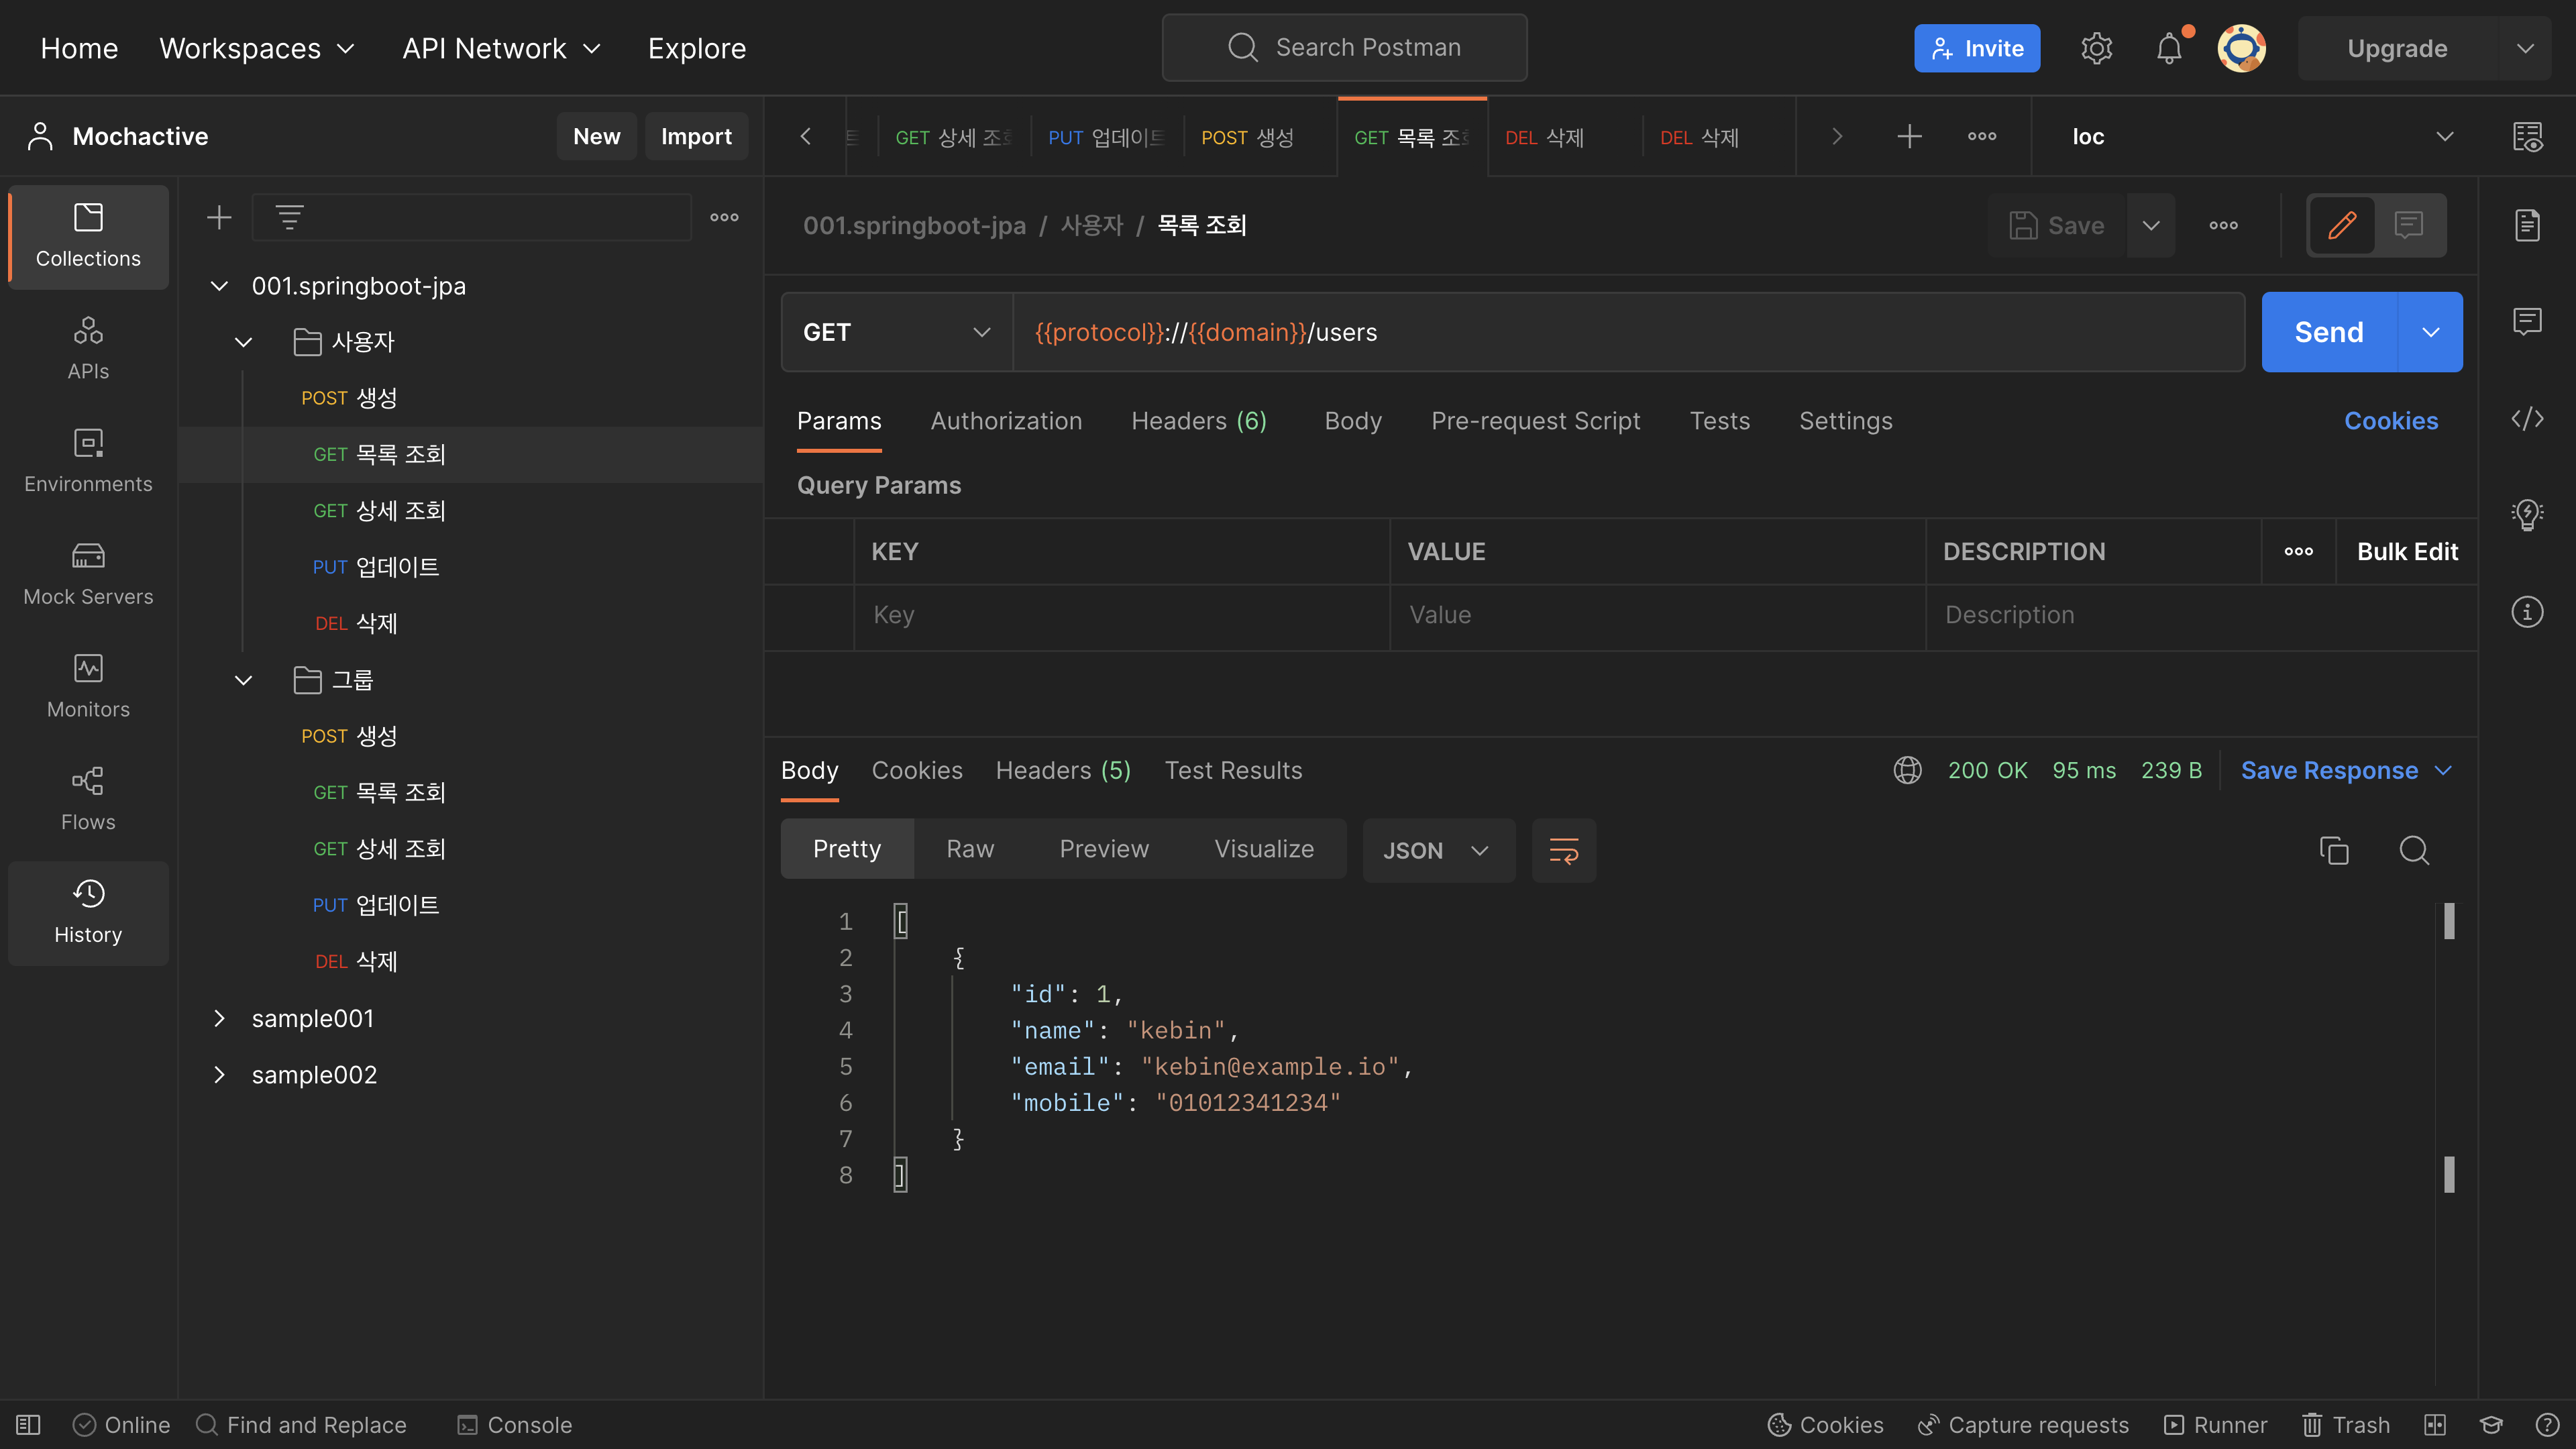 Home Workspaces API Network Explore Search Postman Invite Upgrade
Mochactive New Import
GET 상세 조회 PUT 업데이트 POST 생성 GET 목록 조회 DEL 삭제 DEL 삭제 loc
Collections
APIs
Environments
Mock Servers
Monitors
Flows
History
001.springboot-jpa
사용자
POST 생성
GET 목록 조회
GET 상세 조회
PUT 업데이트
DEL 삭제
그룹
POST 생성
GET 목록 조회
GET 상세 조회
PUT 업데이트
DEL 삭제
sample001
sample002
001.springboot-jpa / 사용자 / 목록 조회 Save
GET {{protocol}}://{{domain}}/users Send
Params Authorization Headers (6) Body Pre-request Script Tests Settings Cookies
Query Params
KEY VALUE DESCRIPTION Bulk Edit
Key Value Description
Body Cookies Headers (5) Test Results 200 OK 95 ms 239 B Save Response
Pretty Raw Preview Visualize JSON
1 [
2 {
3 "id": 1,
4 "name": "kebin",
5 "email": "kebin@example.io",
6 "mobile": "01012341234"
7 }
8 ]
Online Find and Replace Console Cookies Capture requests Runner Trash